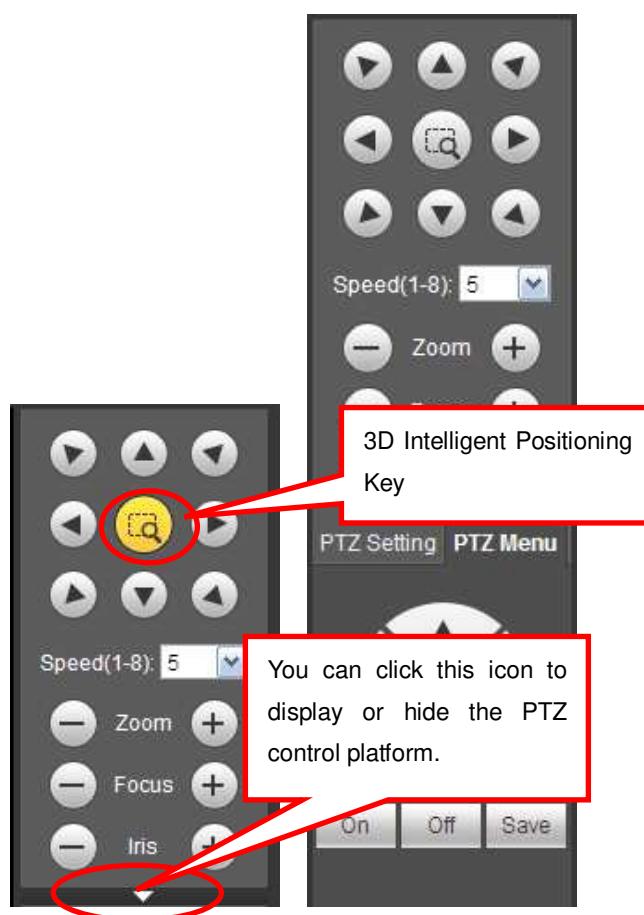 Speed(1-8): 5
Zoom
3D Intelligent Positioning
Key
PTZ Setting PTZ Menu
Speed(1-8): 5
Zoom
Focus
Iris
You can click this icon to
display or hide the PTZ
control platform.
On Off Save